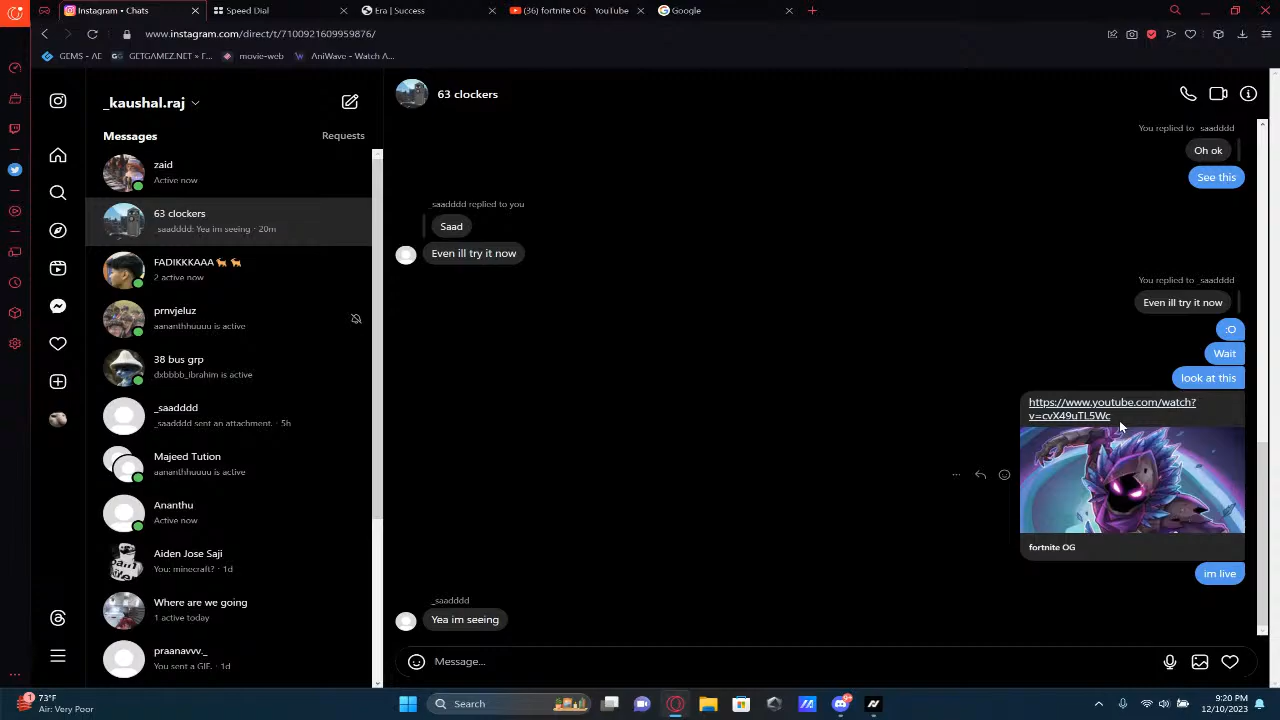 Instagram • Chats
Speed Dial
Era | Success
(36) fortnite OG
YouTube
Google
www.instagram.com/direct/t/7100921609959876/
GEMS - AE
GG
GETGAMEZ.NET » F...
movie-web
W
AniWave - Watch A...
_kaushal.raj
Messages
Requests
zaid
Active now
63 clockers
_saadddd: Yea im seeing · 20m
FADIKKKAAA
2 active now
prnvjeluz
aananthhuuuu is active
38 bus grp
dxbbbb_ibrahim is active
_saadddd
_saadddd sent an attachment. · 5h
Majeed Tution
aananthhuuuu is active
Ananthu
Active now
Aiden Jose Saji
You: minecraft? · 1d
Where are we going
1 active today
praanavvv._
You sent a GIF. · 1d
63 clockers
You replied to _saadddd
Oh ok
See this
_saadddd replied to you
Saad
Even ill try it now
You replied to _saadddd
Even ill try it now
:O
Wait
look at this
https://www.youtube.com/watch?
v=cvX49uTL5Wc
fortnite OG
im live
_saadddd
Yea im seeing
Message...
1
73°F
Air: Very Poor
Search
9+
9:20 PM
12/10/2023